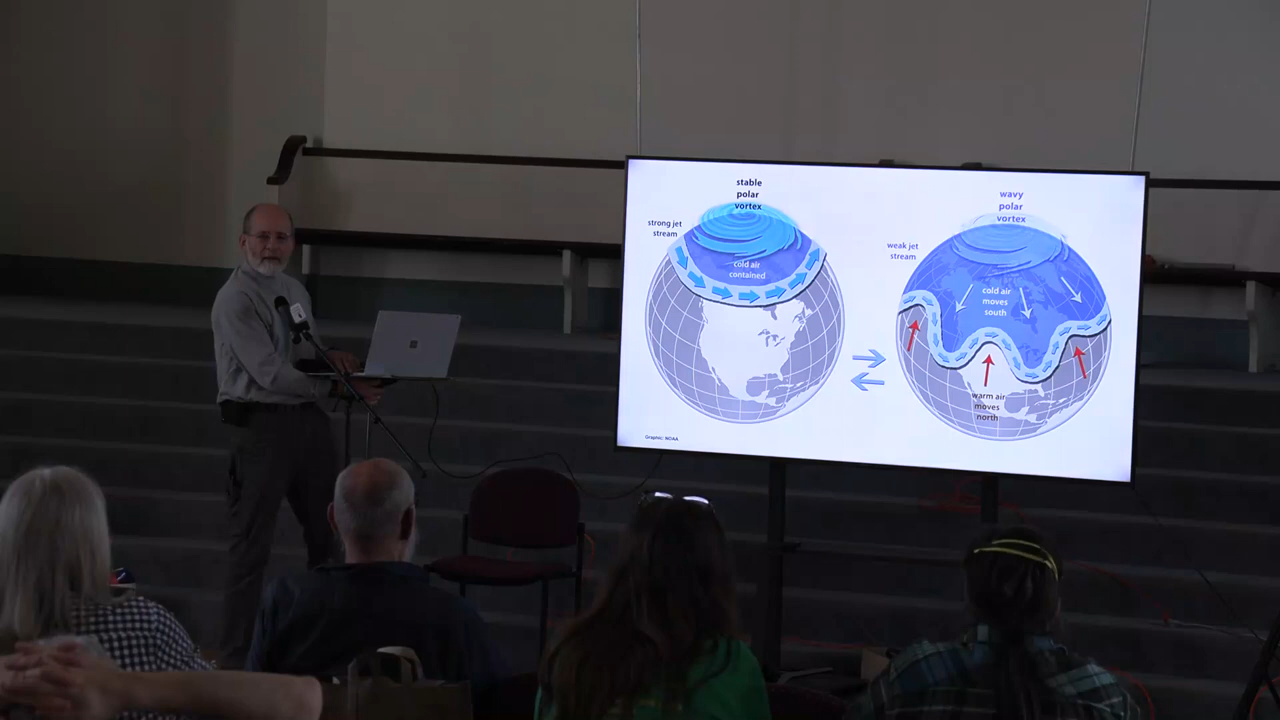 stable
polar
vortex
strong jet
stream
cold air
contained
wavy
polar
vortex
weak jet
stream
cold air
moves
south
warm air
moves
north
Graphic: NOAA